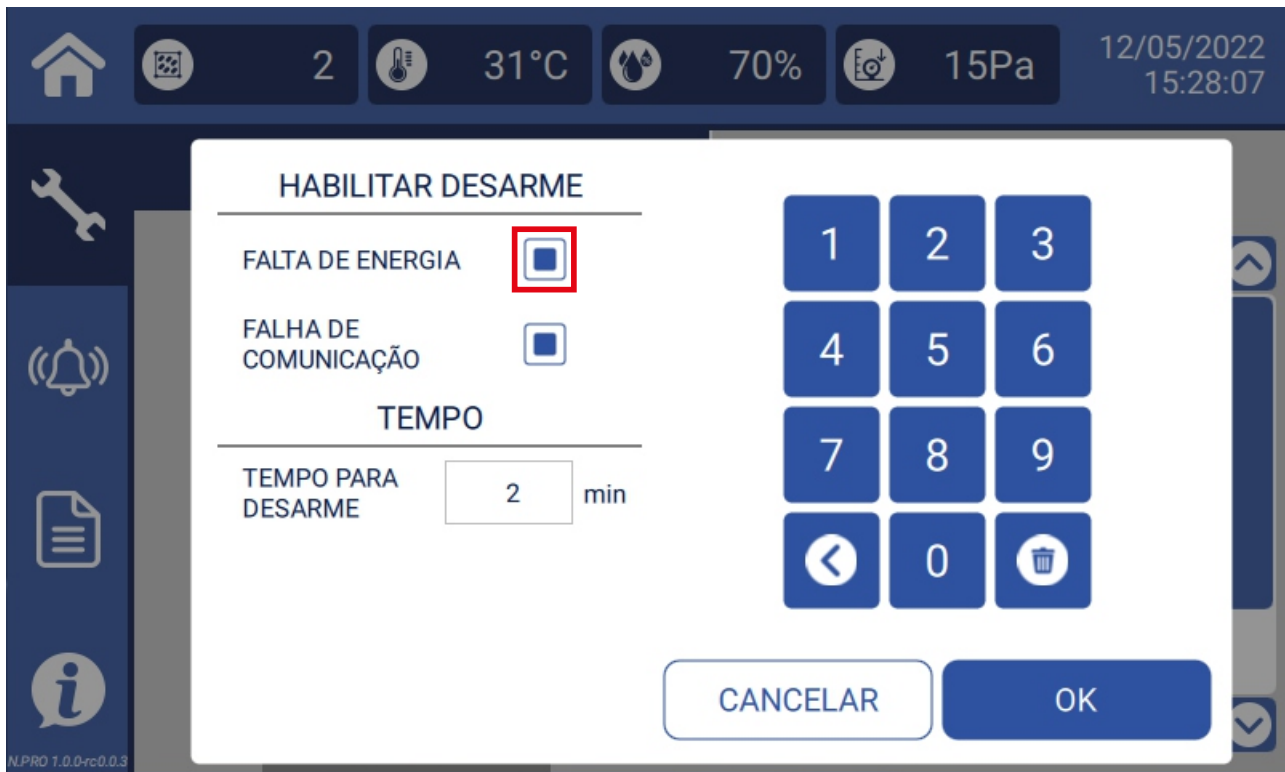 2
31°C
70%
15Pa
12/05/2022
15:28:07
HABILITAR DESARME
FALTA DE ENERGIA
FALHA DE
COMUNICAÇÃO
TEMPO
TEMPO PARA
DESARME
2 min
1 2 3
4 5 6
7 8 9
0
CANCELAR
OK
N.PRO 1.0.0-rc0.0.3